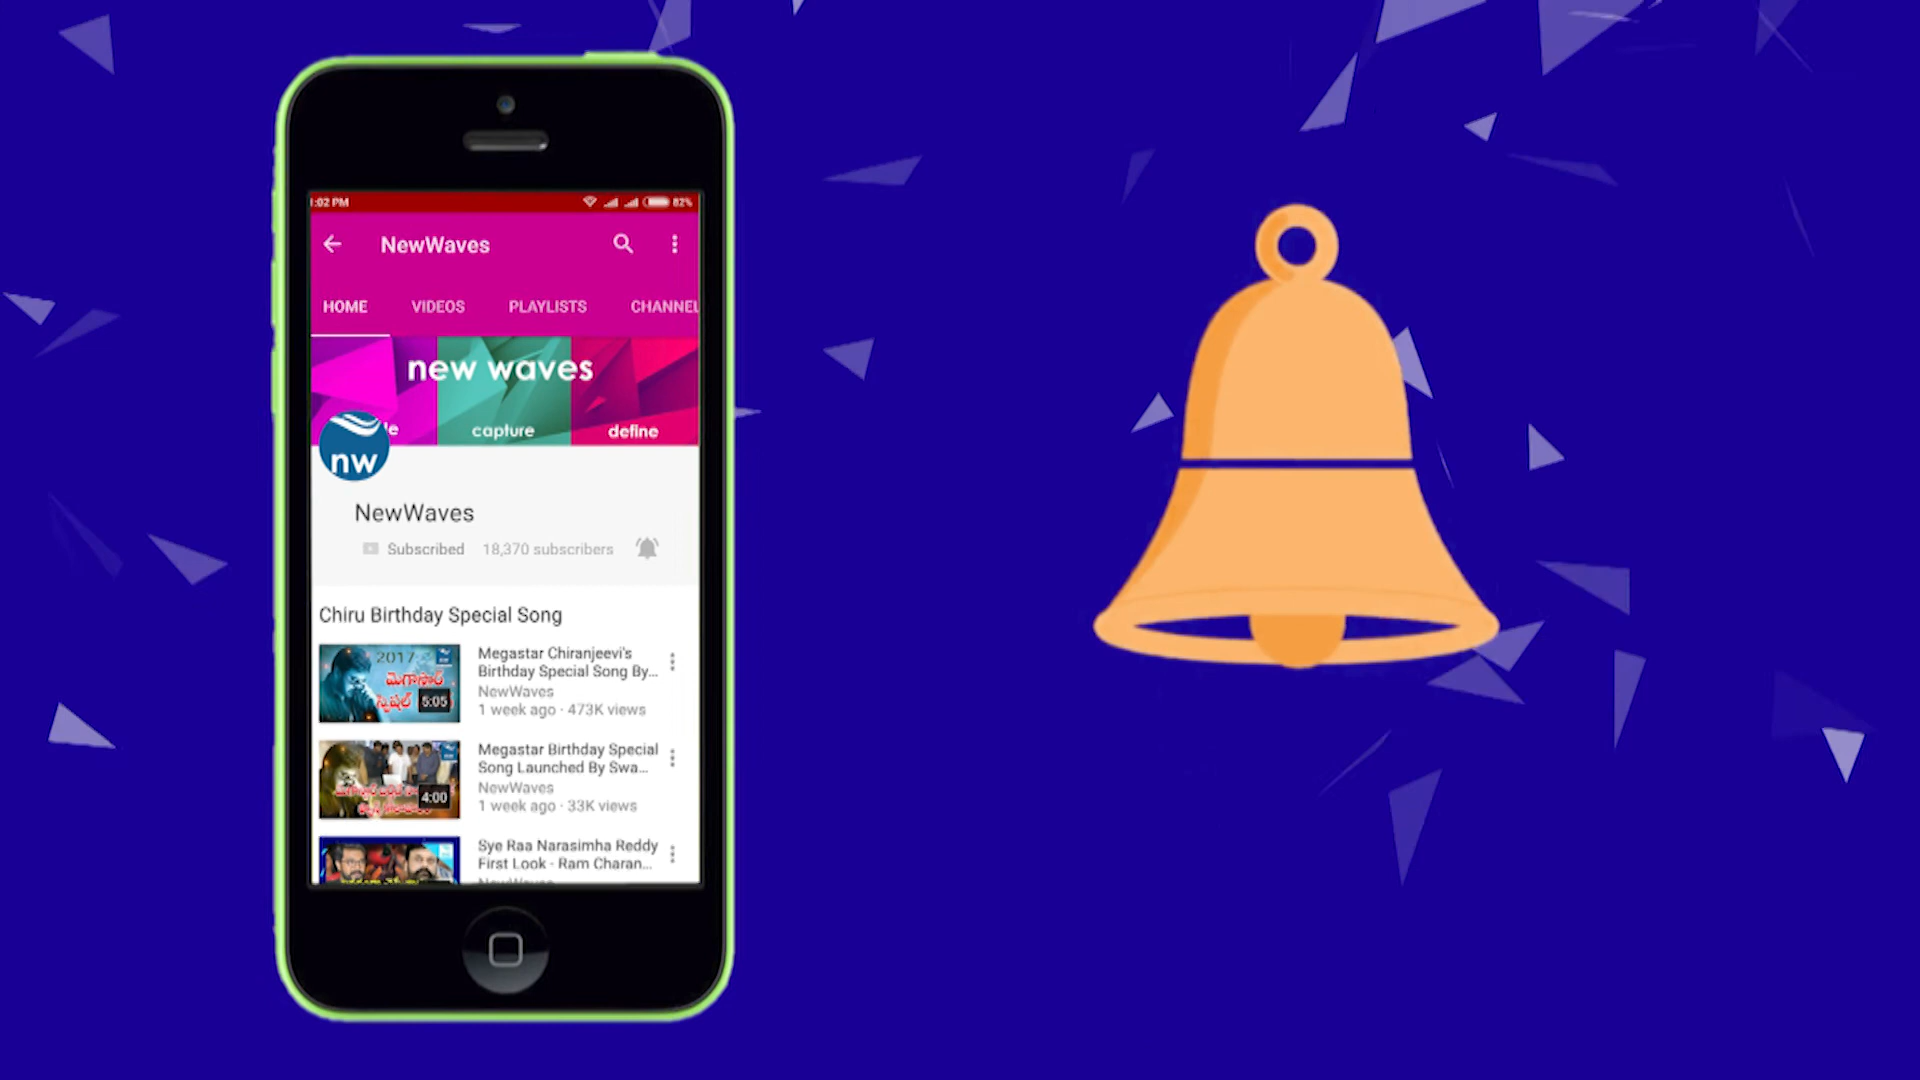 1:02 PM
82%
NewWaves
HOME VIDEOS PLAYLISTS CHANNEL
new waves
capture
define
nw
NewWaves
Subscribed 18,370 subscribers
Chiru Birthday Special Song
2017
మెగాస్టార్
స్పెషల్
5:05
Megastar Chiranjeevi's
Birthday Special Song By...
NewWaves
1 week ago · 473K views
4:00
Megastar Birthday Special
Song Launched By Swa...
NewWaves
1 week ago · 33K views
Sye Raa Narasimha Reddy
First Look - Ram Charan...